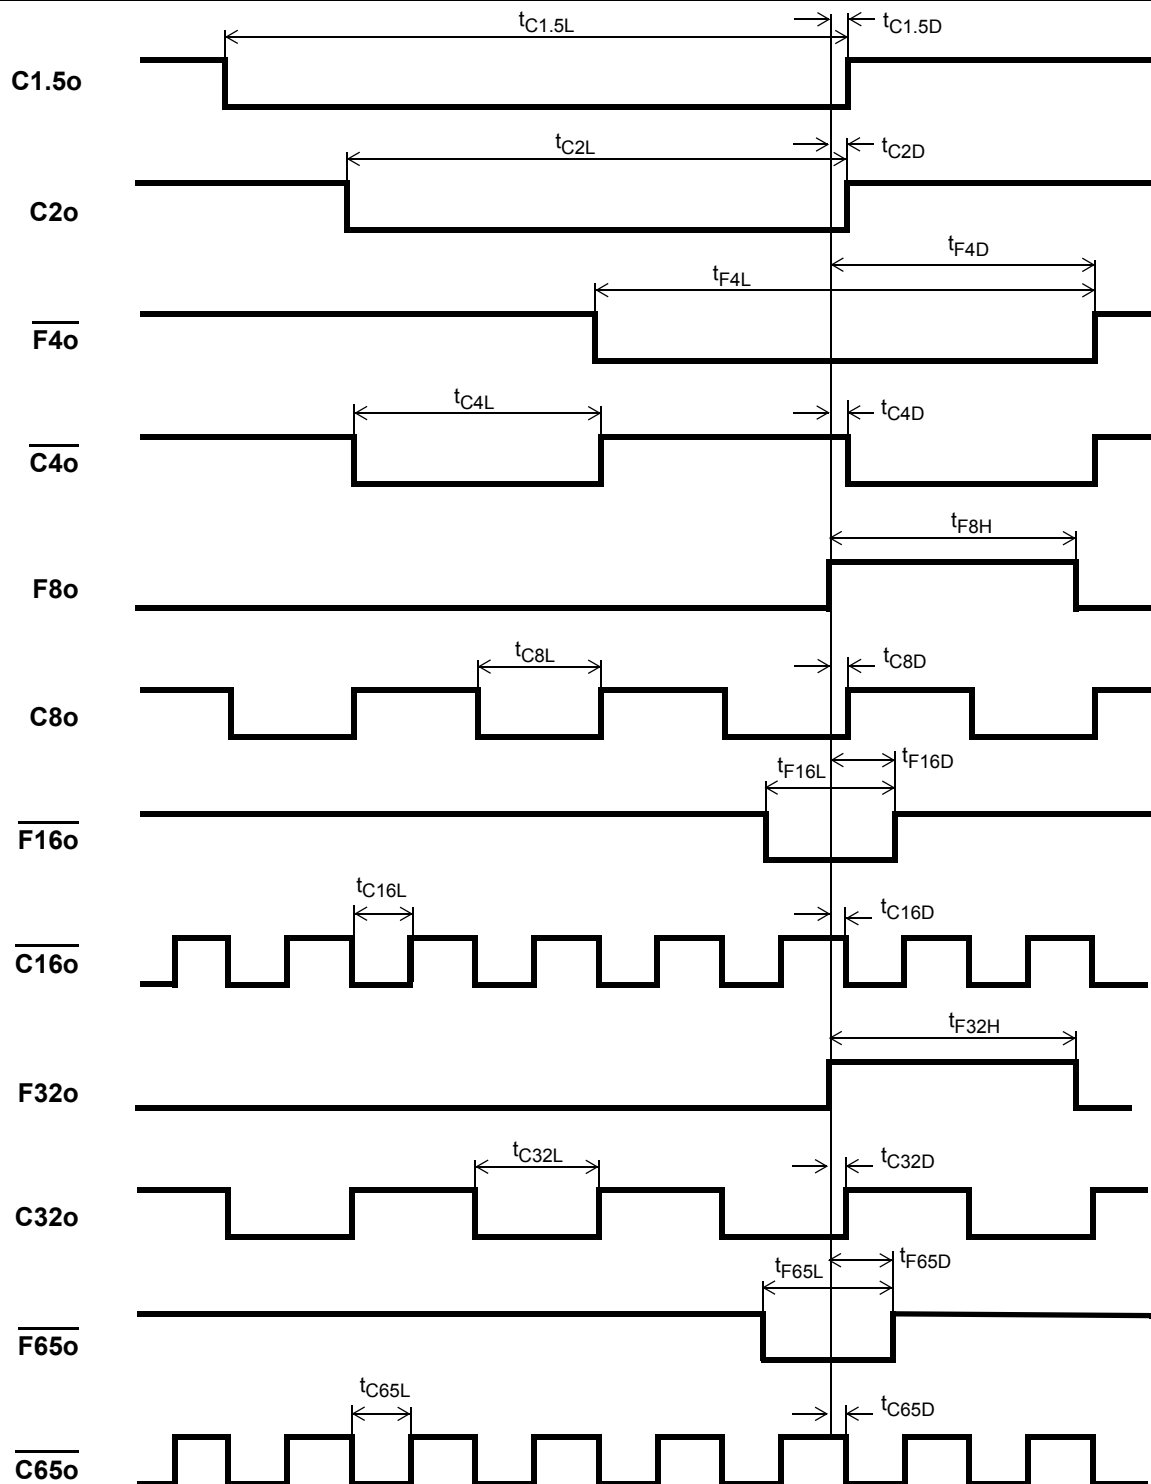 tC1.5L
tC1.5D
C1.5o
tC2L
tC2D
C2o
tF4D
tF4L
F4o
tC4L
tC4D
C4o
tF8H
F8o
tC8L
tC8D
C8o
tF16D
tF16L
F16o
tC16L
tC16D
C16o
tF32H
F32o
tC32L
tC32D
C32o
tF65D
tF65L
F65o
tC65L
tC65D
C65o